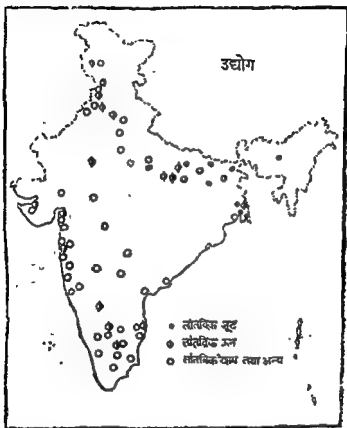 उद्योग
तांतविक जूट
तांतविक ऊन
तांतविक तथा अन्य